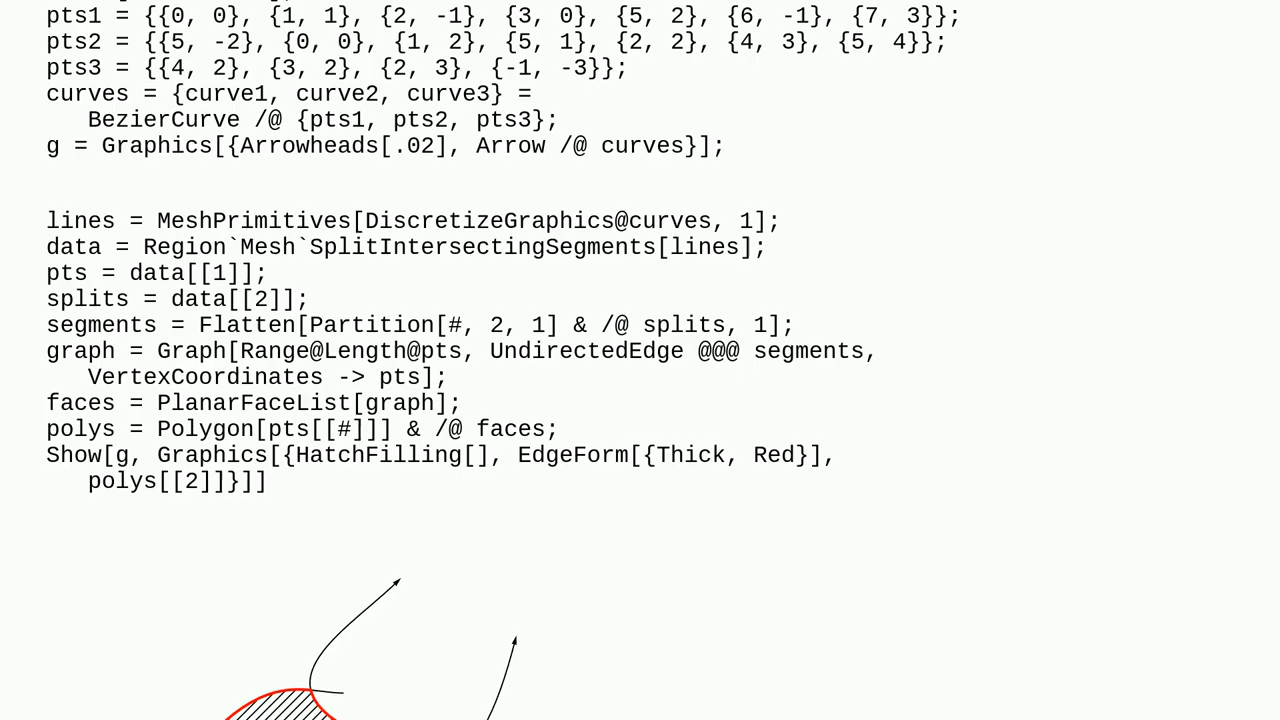 pts1 = {{0, 0}, {1, 1}, {2, -1}, {3, 0}, {5, 2}, {6, -1}, {7, 3}};
pts2 = {{5, -2}, {0, 0}, {1, 2}, {5, 1}, {2, 2}, {4, 3}, {5, 4}};
pts3 = {{4, 2}, {3, 2}, {2, 3}, {-1, -3}};
curves = {curve1, curve2, curve3} =
   BezierCurve /@ {pts1, pts2, pts3};
g = Graphics[{Arrowheads[.02], Arrow /@ curves}];
lines = MeshPrimitives[DiscretizeGraphics@curves, 1];
data = Region`Mesh`SplitIntersectingSegments[lines];
pts = data[[1]];
splits = data[[2]];
segments = Flatten[Partition[#, 2, 1] & /@ splits, 1];
graph = Graph[Range@Length@pts, UndirectedEdge @@@ segments,
   VertexCoordinates -> pts];
faces = PlanarFaceList[graph];
polys = Polygon[pts[[#]]] & /@ faces;
Show[g, Graphics[{HatchFilling[], EdgeForm[{Thick, Red}],
   polys[[2]]}]]